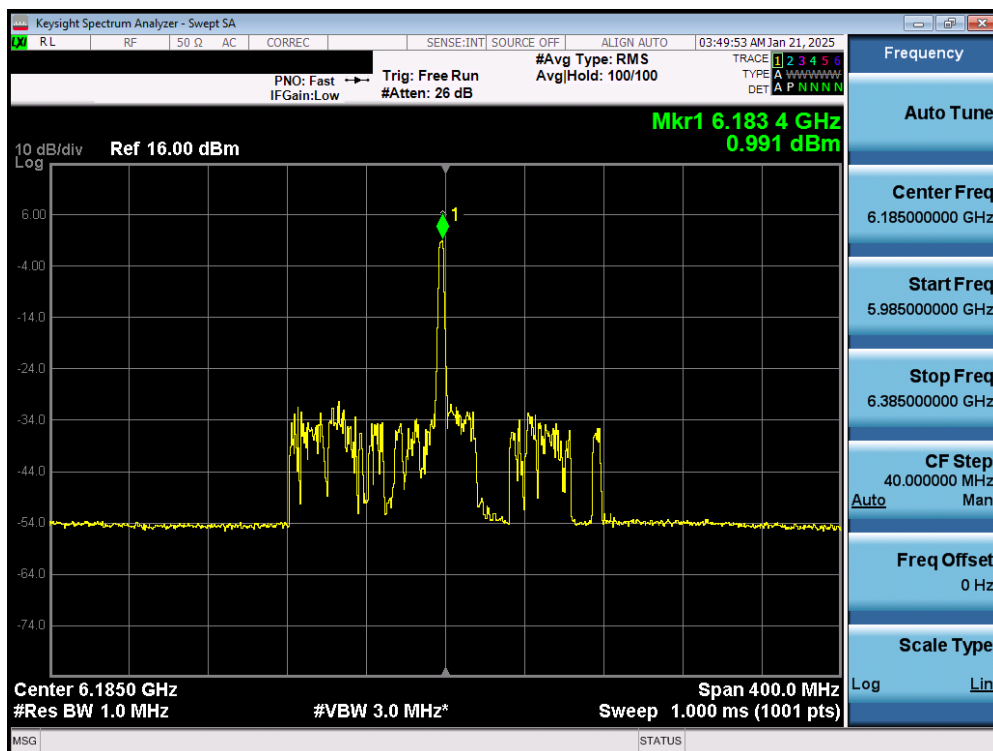 Keysight Spectrum Analyzer - Swept SA
LXI RL RF 50 Ω AC CORREC SENSE:INT SOURCE OFF ALIGN AUTO 03:49:53 AM Jan 21, 2025
Frequency
PNO: Fast
IFGain:Low
Trig: Free Run
#Atten: 26 dB
#Avg Type: RMS
Avg|Hold: 100/100
TRACE 1 2 3 4 5 6
TYPE A WWWWW
DET A P N N N N
Mkr1 6.183 4 GHz
0.991 dBm
10 dB/div Ref 16.00 dBm
Log
6.00
-4.00
-14.0
-24.0
-34.0
-44.0
-54.0
-64.0
-74.0
1
Center 6.1850 GHz
Span 400.0 MHz
#Res BW 1.0 MHz
#VBW 3.0 MHz*
Sweep 1.000 ms (1001 pts)
Auto Tune
Center Freq
6.185000000 GHz
Start Freq
5.985000000 GHz
Stop Freq
6.385000000 GHz
CF Step
40.000000 MHz
Auto Man
Freq Offset
0 Hz
Scale Type
Log Lin
MSG
STATUS